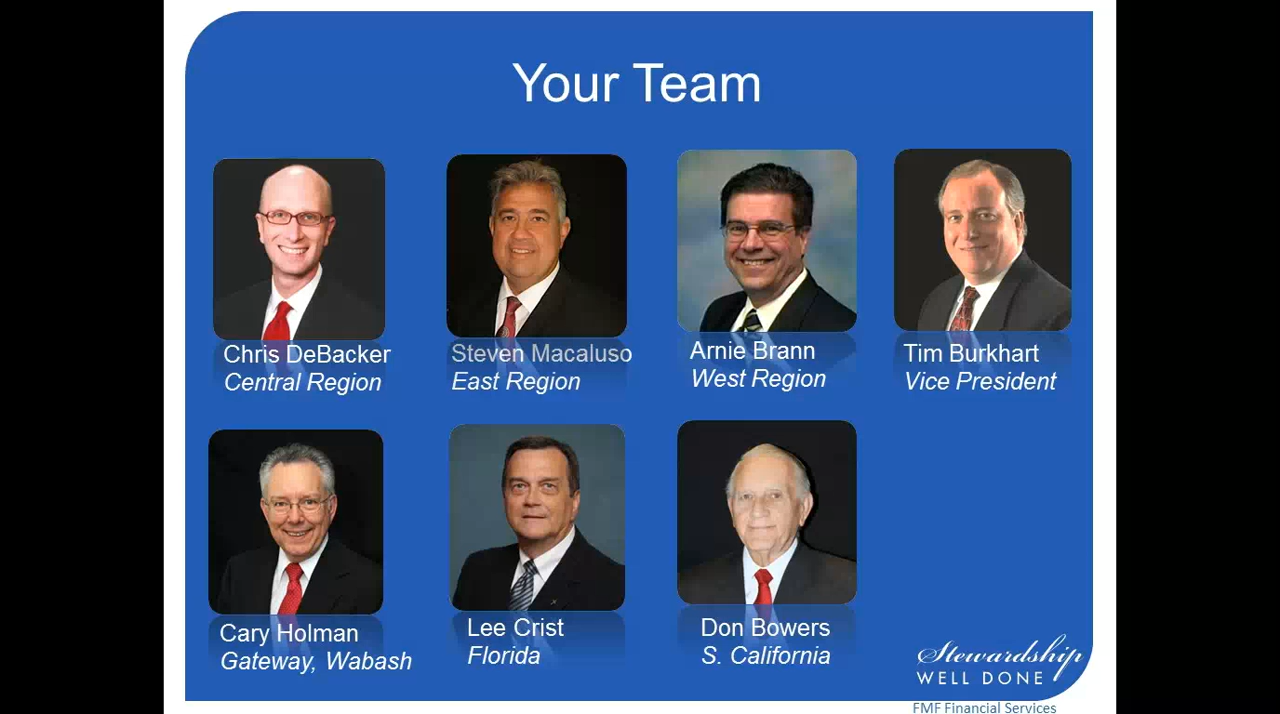 Your Team
Chris DeBacker
Central Region
Steven Macaluso
East Region
Arnie Brann
West Region
Tim Burkhart
Vice President
Cary Holman
Gateway, Wabash
Lee Crist
Florida
Don Bowers
S. California
Stewardship
WELL DONE
FMF Financial Services